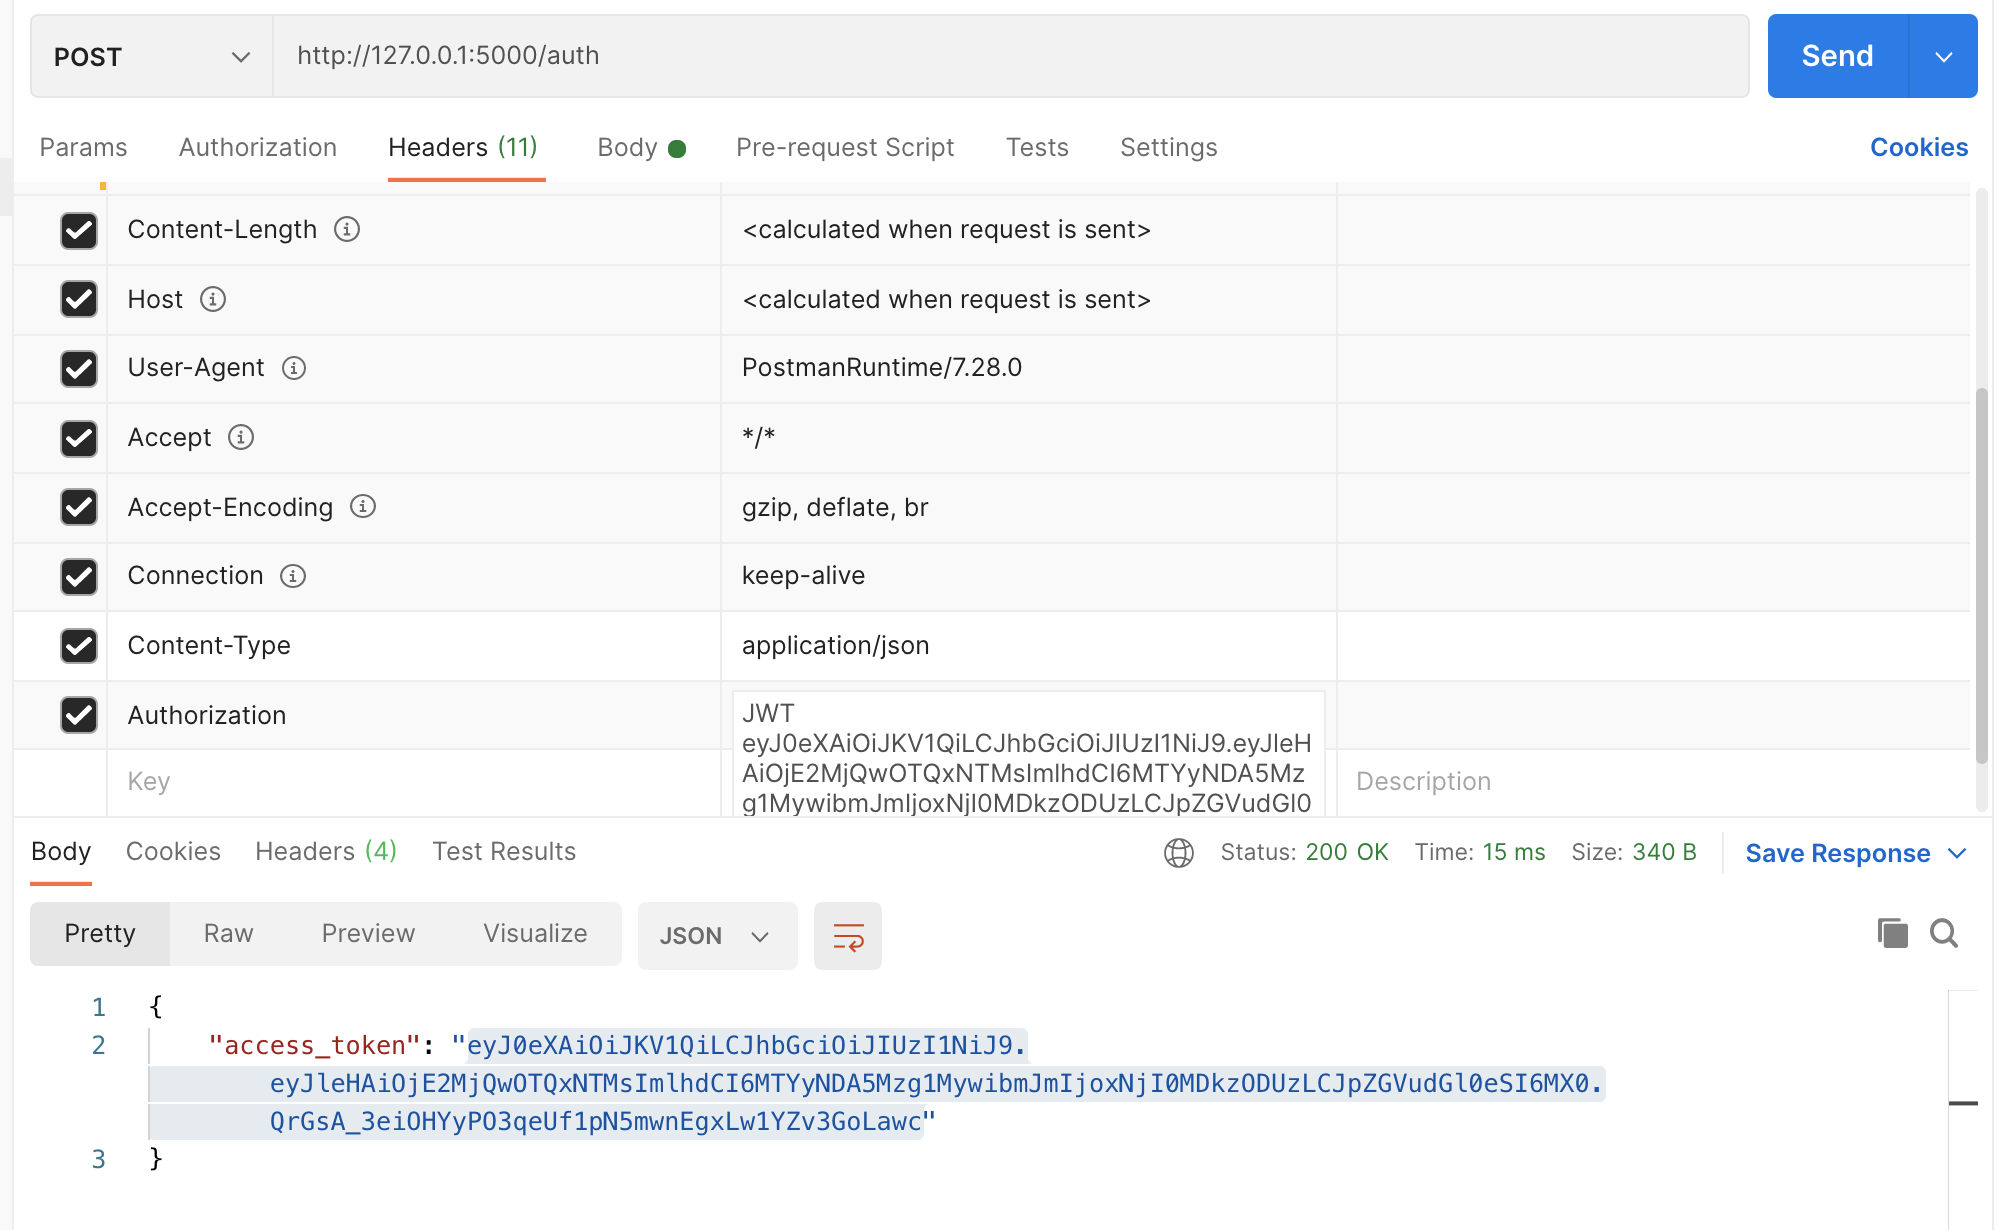 POST http://127.0.0.1:5000/auth Send
Params Authorization Headers (11) Body Pre-request Script Tests Settings Cookies
Content-Length <calculated when request is sent>
Host <calculated when request is sent>
User-Agent PostmanRuntime/7.28.0
Accept */*
Accept-Encoding gzip, deflate, br
Connection keep-alive
Content-Type application/json
Authorization JWT
eyJ0eXAiOiJKV1QiLCJhbGciOiJIUzI1NiJ9.eyJleH
AiOjE2MjQwOTQxNTMsImlhdCI6MTYyNDA5Mz
g1MywibmJmIjoxNjI0MDkzODUzLCJpZGVudGl0
Key Description
Body Cookies Headers (4) Test Results Status: 200 OK Time: 15 ms Size: 340 B Save Response
Pretty Raw Preview Visualize JSON
1 {
2 "access_token": "eyJ0eXAiOiJKV1QiLCJhbGciOiJIUzI1NiJ9.
eyJleHAiOjE2MjQwOTQxNTMsImlhdCI6MTYyNDA5Mzg1MywibmJmIjoxNjI0MDkzODUzLCJpZGVudGl0eSI6MX0.
QrGsA_3eiOHYyPO3qeUf1pN5mwnEgxLw1YZv3GoLawc"
3 }